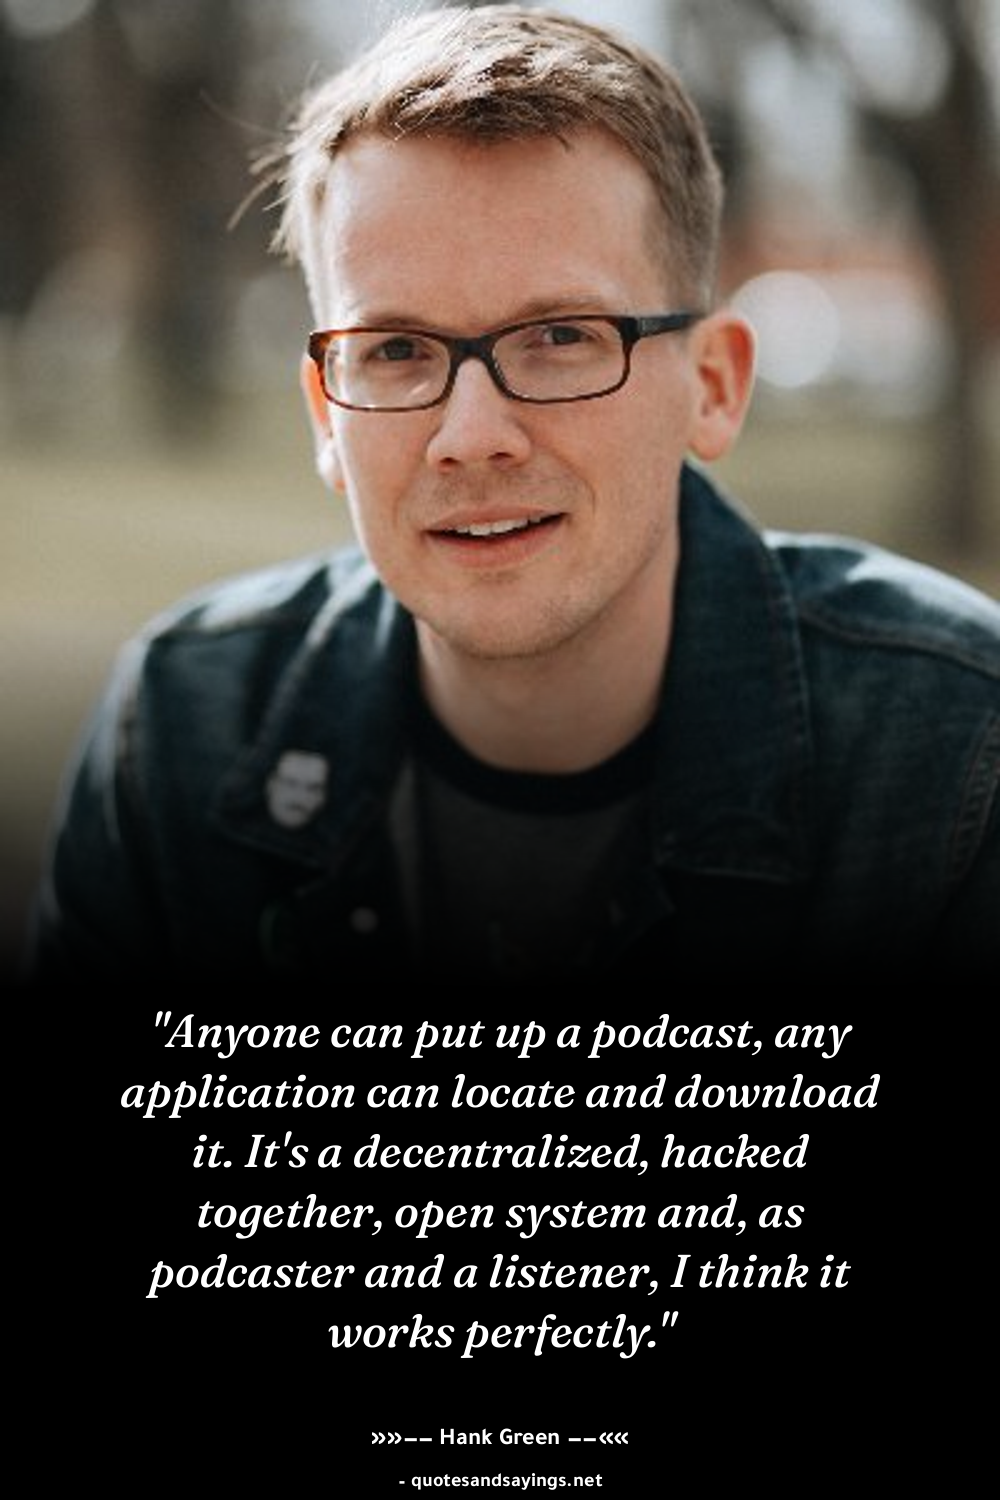 "Anyone can put up a podcast, any
application can locate and download
it. It's a decentralized, hacked
together, open system and, as
podcaster and a listener, I think it
works perfectly."
»»−− Hank Green −−««
- quotesandsayings.net